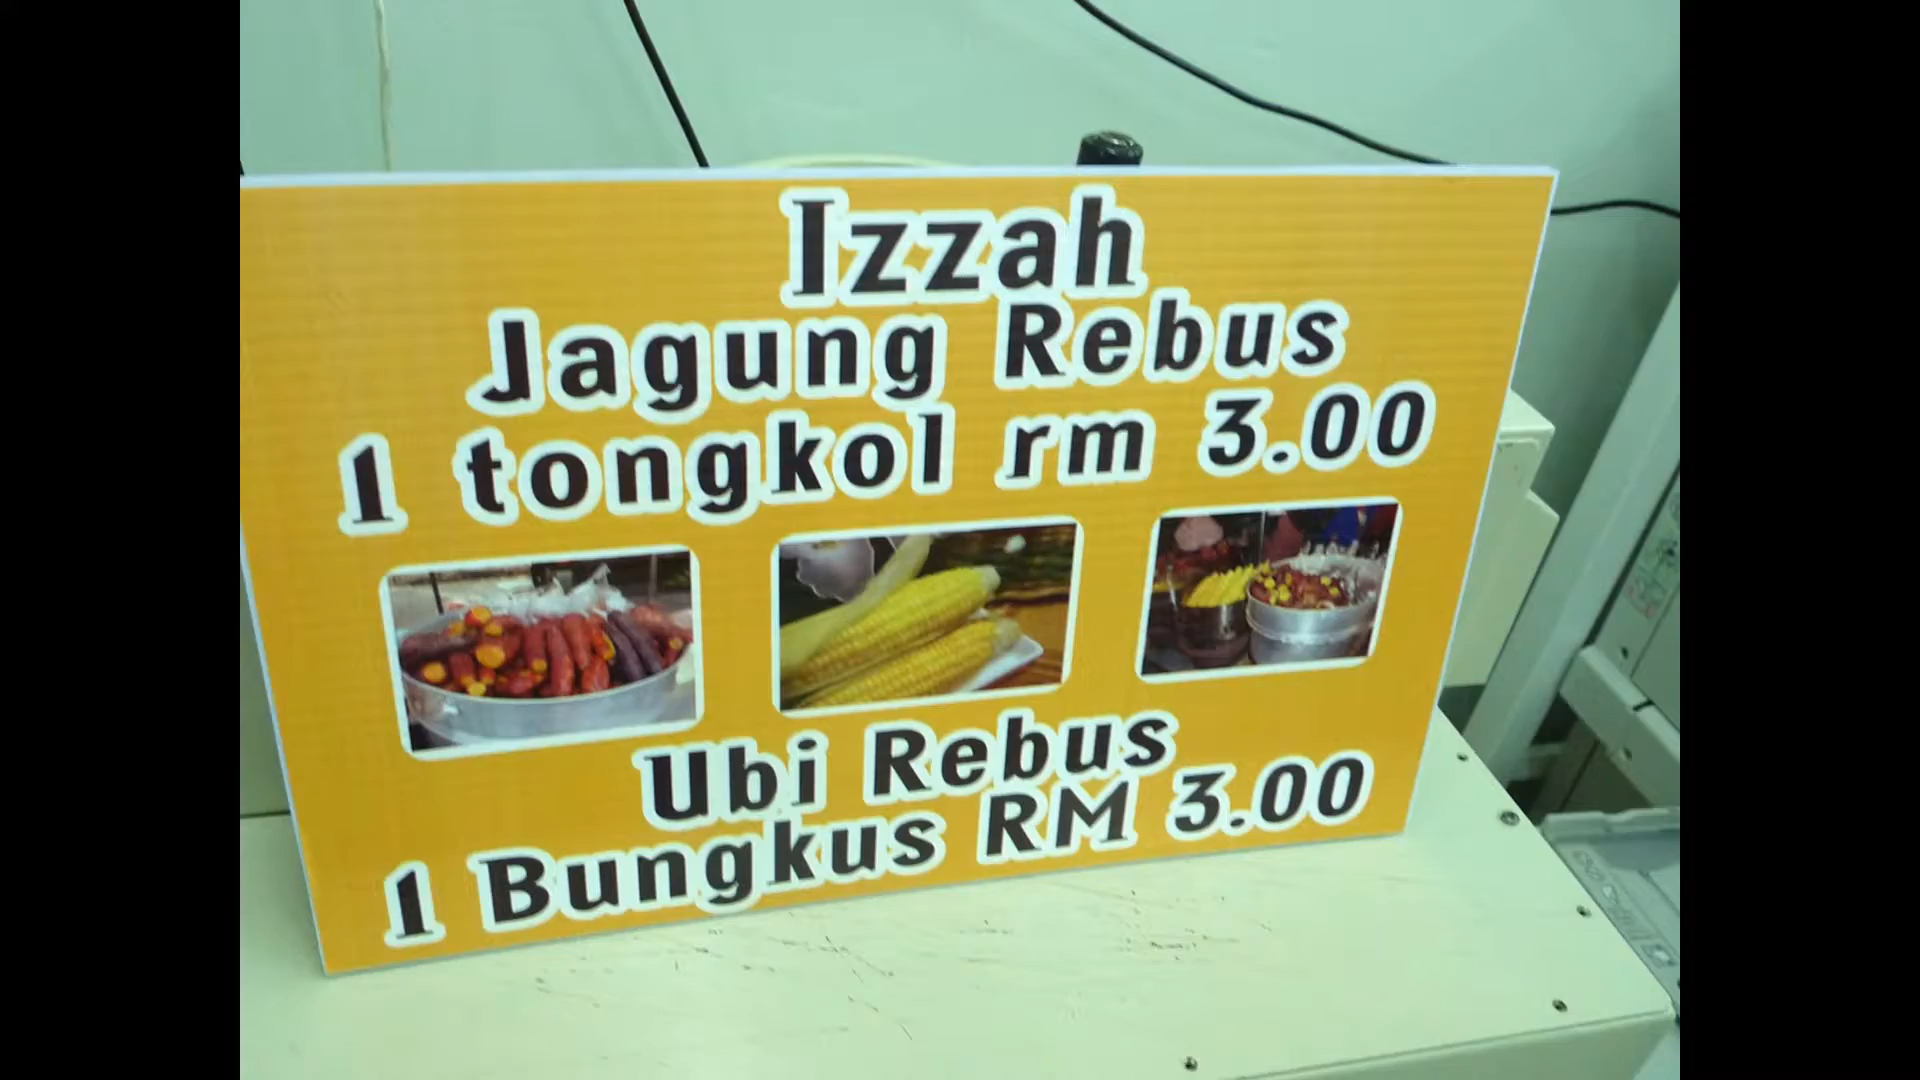 Izzah
Jagung Rebus
1 tongkol rm 3.00
Ubi Rebus
1 Bungkus RM 3.00